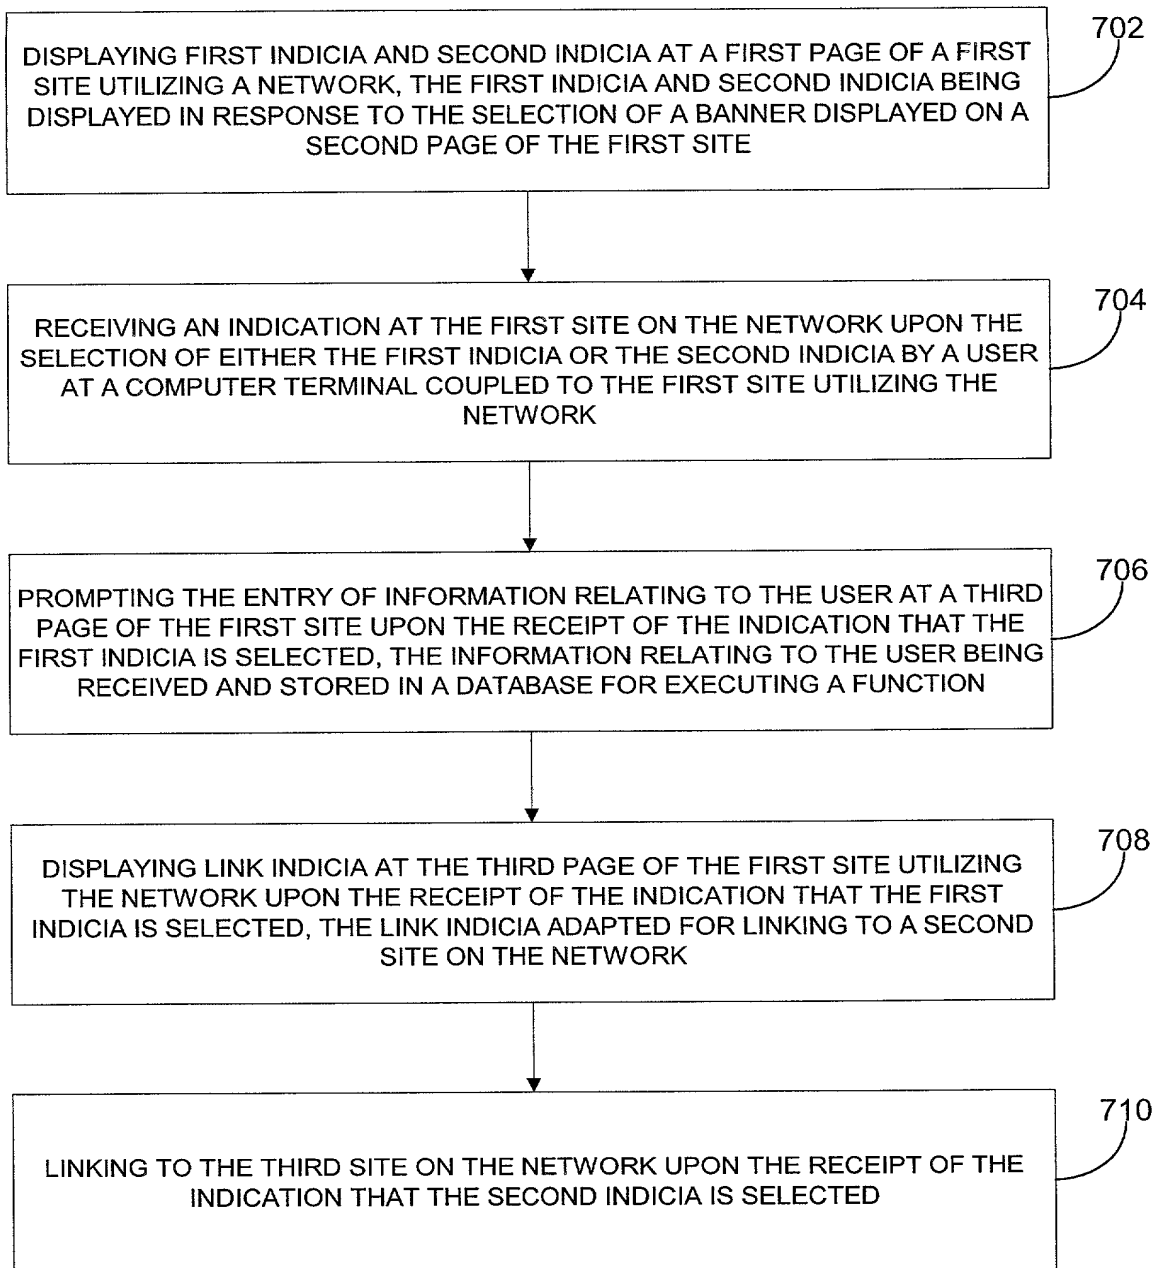 702
DISPLAYING FIRST INDICIA AND SECOND INDICIA AT A FIRST PAGE OF A FIRST
SITE UTILIZING A NETWORK, THE FIRST INDICIA AND SECOND INDICIA BEING
DISPLAYED IN RESPONSE TO THE SELECTION OF A BANNER DISPLAYED ON A
SECOND PAGE OF THE FIRST SITE
704
RECEIVING AN INDICATION AT THE FIRST SITE ON THE NETWORK UPON THE
SELECTION OF EITHER THE FIRST INDICIA OR THE SECOND INDICIA BY A USER
AT A COMPUTER TERMINAL COUPLED TO THE FIRST SITE UTILIZING THE
NETWORK
706
PROMPTING THE ENTRY OF INFORMATION RELATING TO THE USER AT A THIRD
PAGE OF THE FIRST SITE UPON THE RECEIPT OF THE INDICATION THAT THE
FIRST INDICIA IS SELECTED, THE INFORMATION RELATING TO THE USER BEING
RECEIVED AND STORED IN A DATABASE FOR EXECUTING A FUNCTION
708
DISPLAYING LINK INDICIA AT THE THIRD PAGE OF THE FIRST SITE UTILIZING
THE NETWORK UPON THE RECEIPT OF THE INDICATION THAT THE FIRST
INDICIA IS SELECTED, THE LINK INDICIA ADAPTED FOR LINKING TO A SECOND
SITE ON THE NETWORK
710
LINKING TO THE THIRD SITE ON THE NETWORK UPON THE RECEIPT OF THE
INDICATION THAT THE SECOND INDICIA IS SELECTED